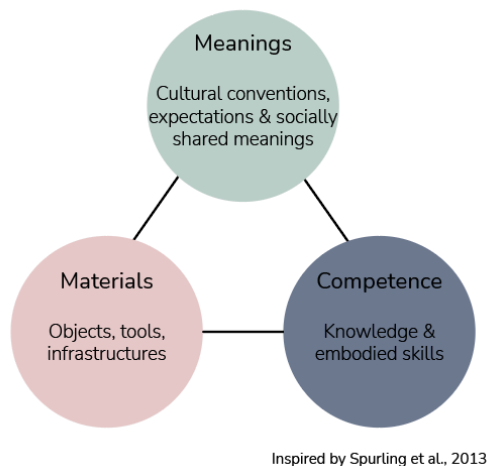 Meanings
Cultural conventions,
expectations & socially
shared meanings
Materials
Objects, tools,
infrastructures
Competence
Knowledge &
embodied skills
Inspired by Spurling et al., 2013